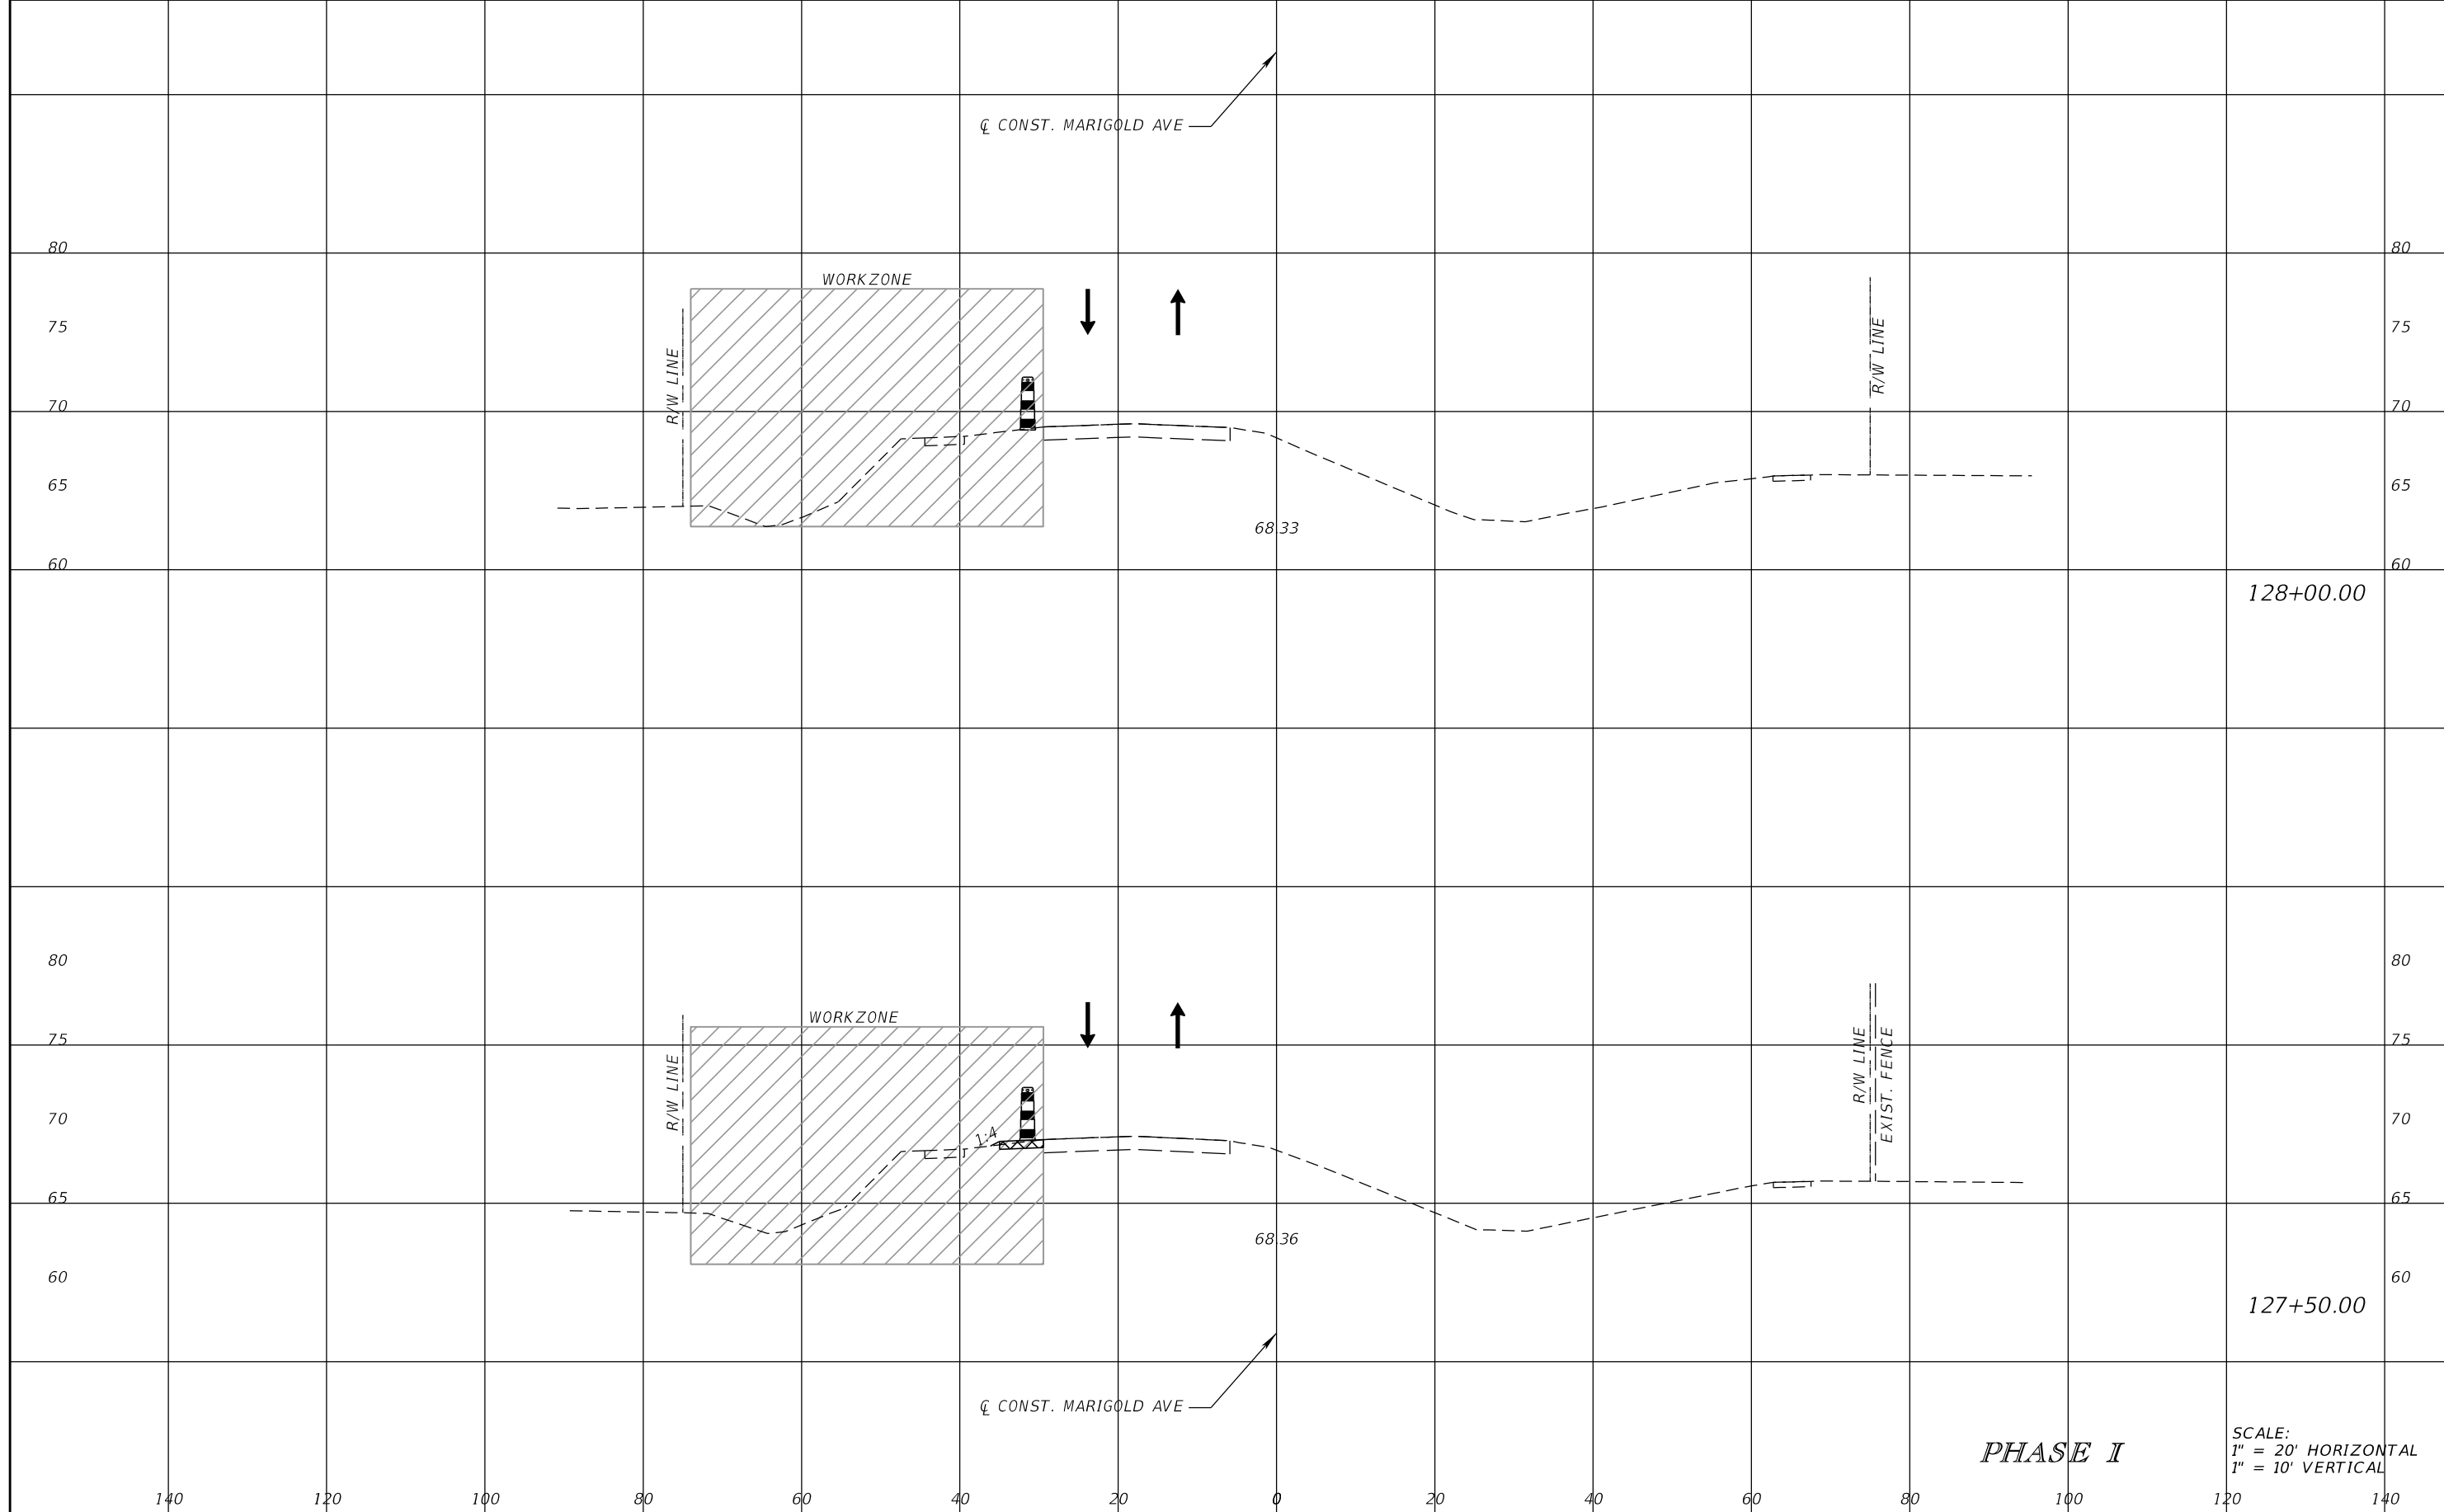 ℄ CONST. MARIGOLD AVE
80 80
WORKZONE
75 75
R/W LINE R/W LINE
70 70
65 65
68.33
60 60
128+00.00
80 80
WORKZONE
75 75
R/W LINE R/W LINE EXIST. FENCE
70 70
1:4
65 65
68.36
60 60
127+50.00
℄ CONST. MARIGOLD AVE
PHASE I
SCALE:
1" = 20' HORIZONTAL
1" = 10' VERTICAL
140 120 100 80 60 40 20 0 20 40 60 80 100 120 140